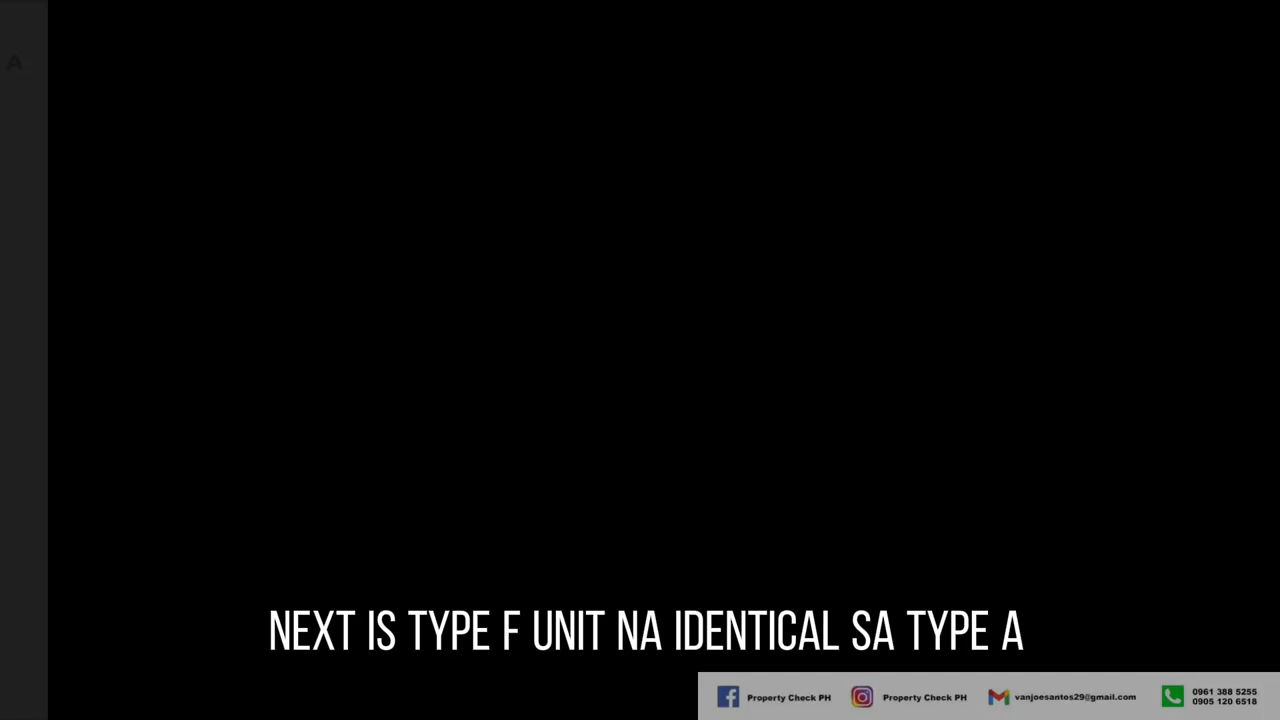 A
NEXT IS TYPE F UNIT NA IDENTICAL SA TYPE A
Property Check PH
Property Check PH
vanjoesantos29@gmail.com
0961 388 5255
0905 120 6518